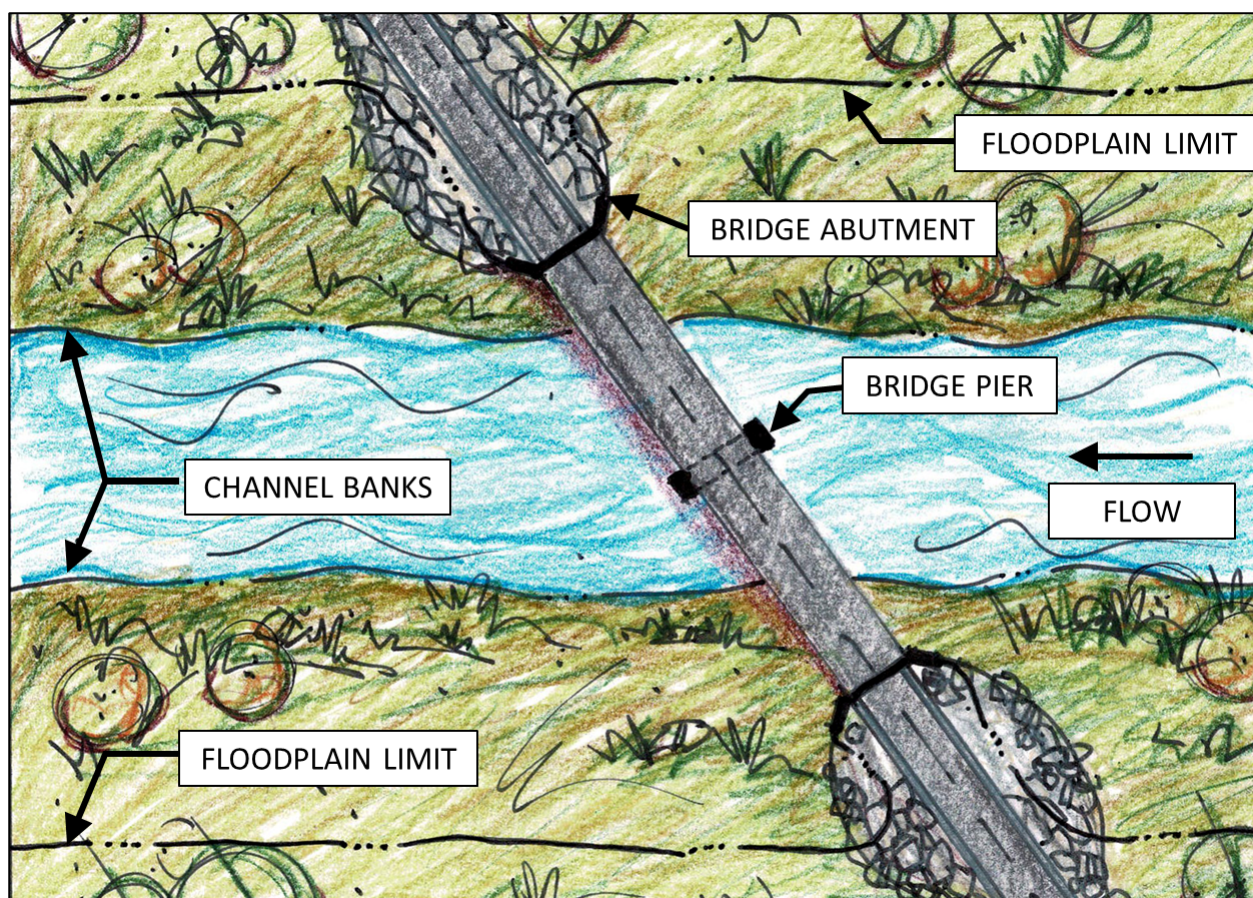 FLOODPLAIN LIMIT
BRIDGE ABUTMENT
BRIDGE PIER
CHANNEL BANKS
FLOW
FLOODPLAIN LIMIT